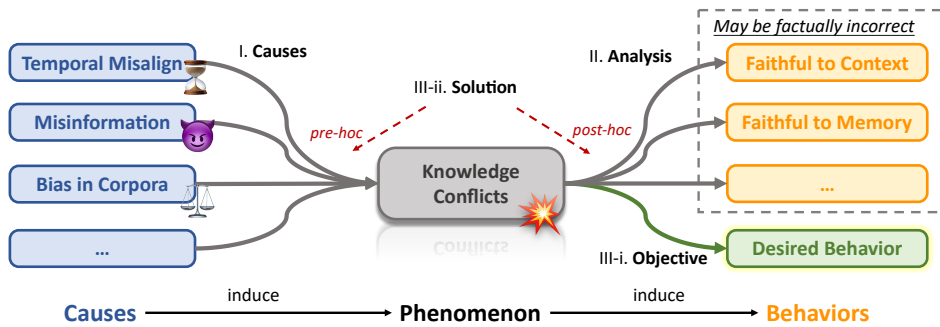 May be factually incorrect
I. Causes
II. Analysis
Temporal Misalign
Faithful to Context
III-ii. Solution
Misinformation
pre-hoc
post-hoc
Faithful to Memory
Knowledge
Conflicts
Bias in Corpora
...
...
Desired Behavior
III-i. Objective
induce
induce
Causes
Phenomenon
Behaviors